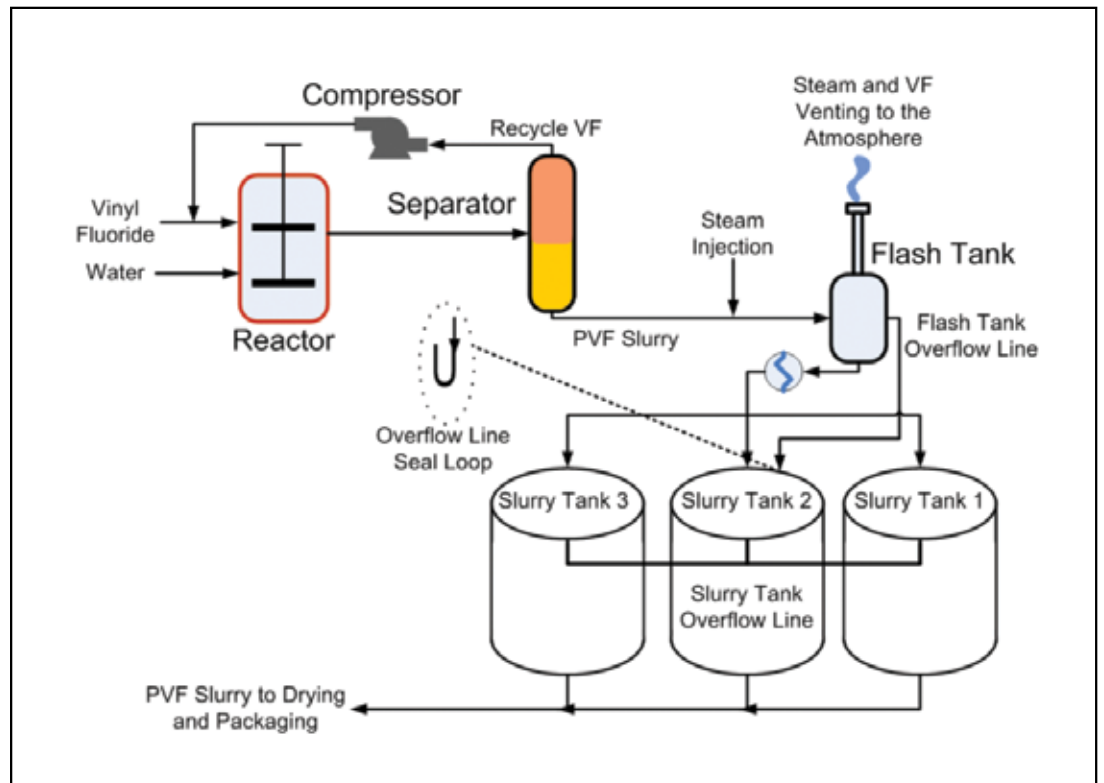 Compressor
Recycle VF
Steam and VF
Venting to the
Atmosphere
Vinyl
Fluoride
Water
Reactor
Separator
Steam
Injection
Flash Tank
PVF Slurry
Flash Tank
Overflow Line
Overflow Line
Seal Loop
Slurry Tank 3
Slurry Tank 2
Slurry Tank 1
Slurry Tank
Overflow Line
PVF Slurry to Drying
and Packaging